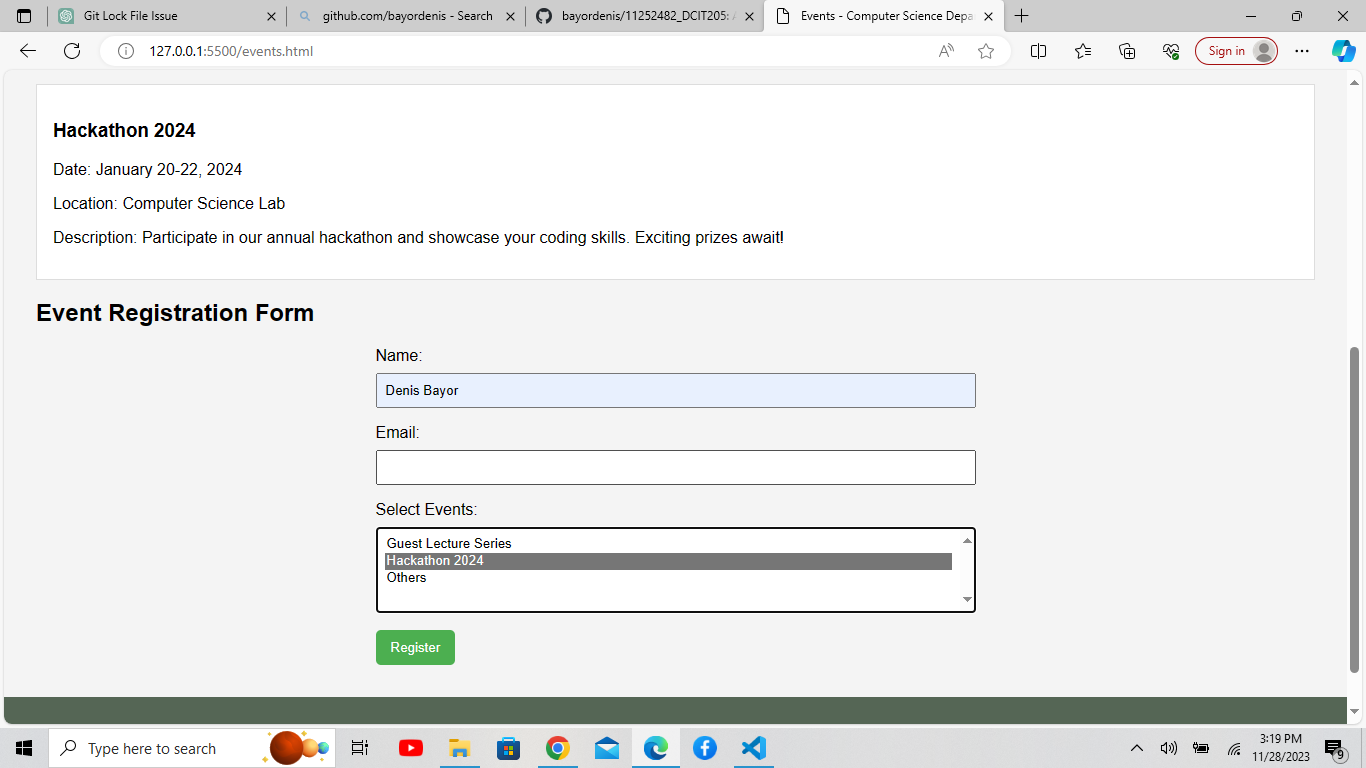 Git Lock File Issue
github.com/bayordenis - Search
bayordenis/11252482_DCIT205: A
Events - Computer Science Depa
127.0.0.1:5500/events.html
Sign in
Hackathon 2024
Date: January 20-22, 2024
Location: Computer Science Lab
Description: Participate in our annual hackathon and showcase your coding skills. Exciting prizes await!
Event Registration Form
Name:
Denis Bayor
Email:
Select Events:
Guest Lecture Series
Hackathon 2024
Others
Register
Type here to search
3:19 PM
11/28/2023
9